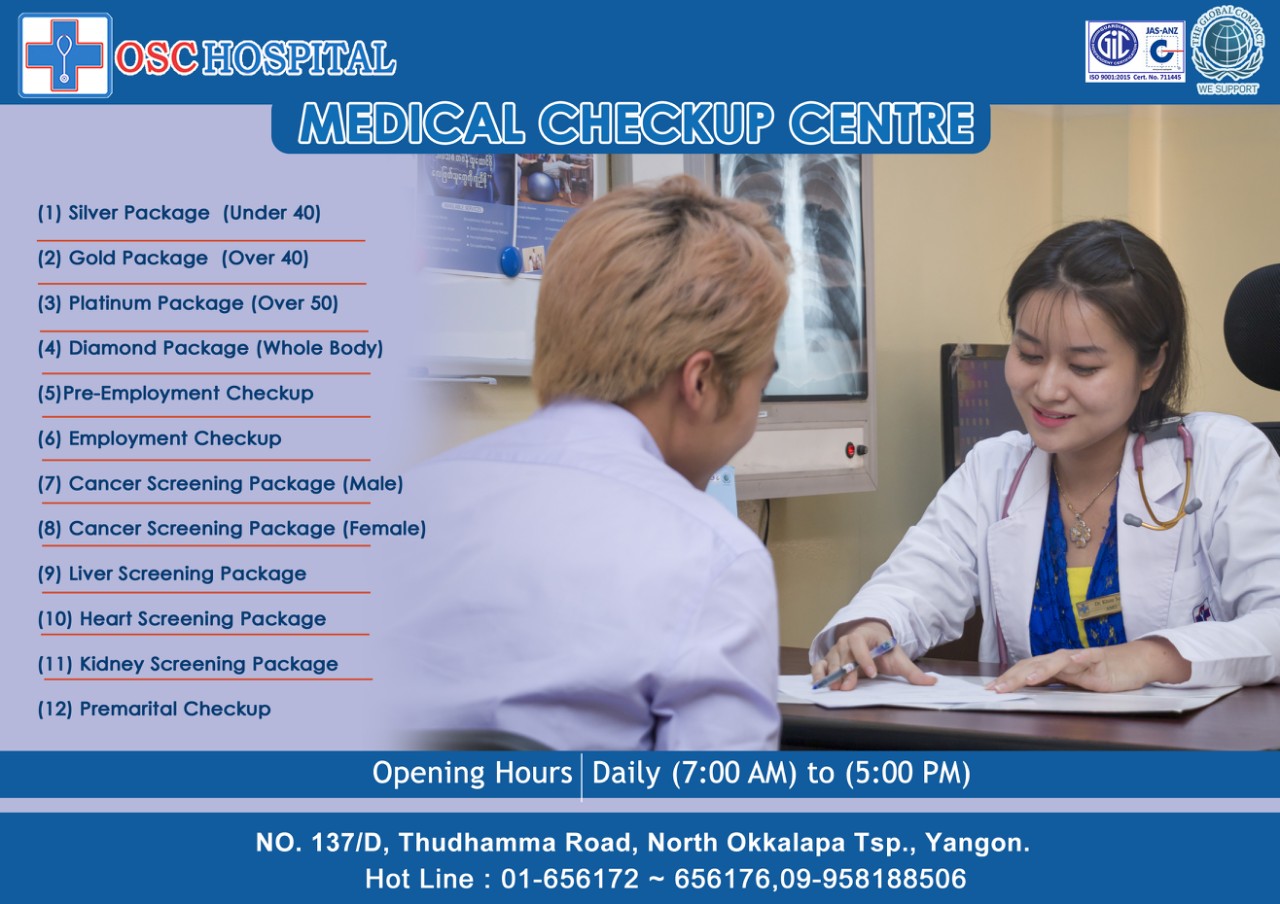 OSC HOSPITAL
GIC
JAS-ANZ
ISO 9001:2015 Cert. No. 711445
THE GLOBAL COMPACT
WE SUPPORT
MEDICAL CHECKUP CENTRE
(1) Silver Package (Under 40)
(2) Gold Package (Over 40)
(3) Platinum Package (Over 50)
(4) Diamond Package (Whole Body)
(5)Pre-Employment Checkup
(6) Employment Checkup
(7) Cancer Screening Package (Male)
(8) Cancer Screening Package (Female)
(9) Liver Screening Package
(10) Heart Screening Package
(11) Kidney Screening Package
(12) Premarital Checkup
Opening Hours Daily (7:00 AM) to (5:00 PM)
NO. 137/D, Thudhamma Road, North Okkalapa Tsp., Yangon.
Hot Line : 01-656172 ~ 656176,09-958188506